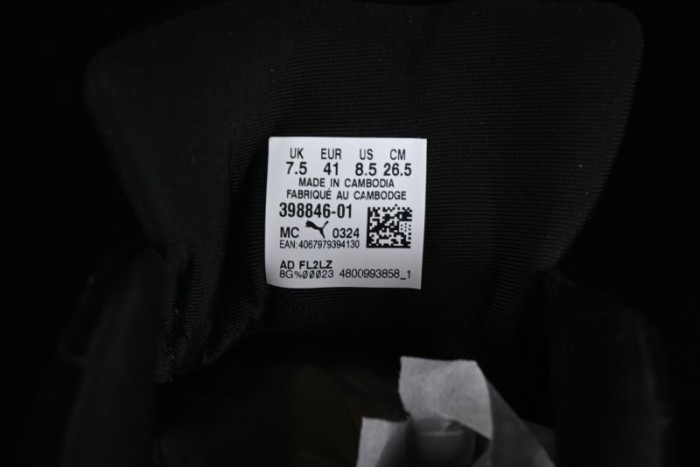 UK EUR US CM
7.5 41 8.5 26.5
MADE IN CAMBODIA
FABRIQUÉ AU CAMBODGE
398846-01
MC 0324
EAN:4067979394130
AD FL2LZ
8G%00023 4800993858_1